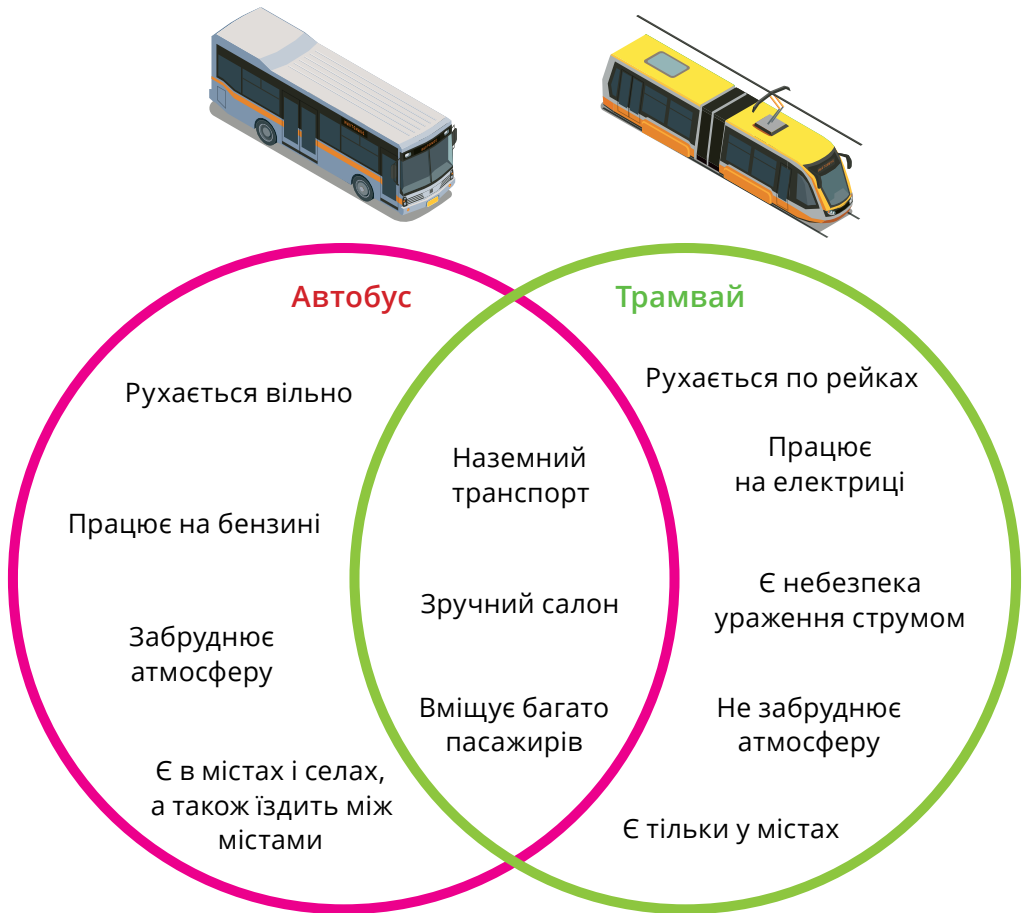 Автобус
Рухається вільно
Працює на бензині
Забруднює
атмосферу
Є в містах і селах,
а також їздить між
містами
Наземний
транспорт
Зручний салон
Вміщує багато
пасажирів
Трамвай
Рухається по рейках
Працює
на електриці
Є небезпека
ураження струмом
Не забруднює
атмосферу
Є тільки у містах